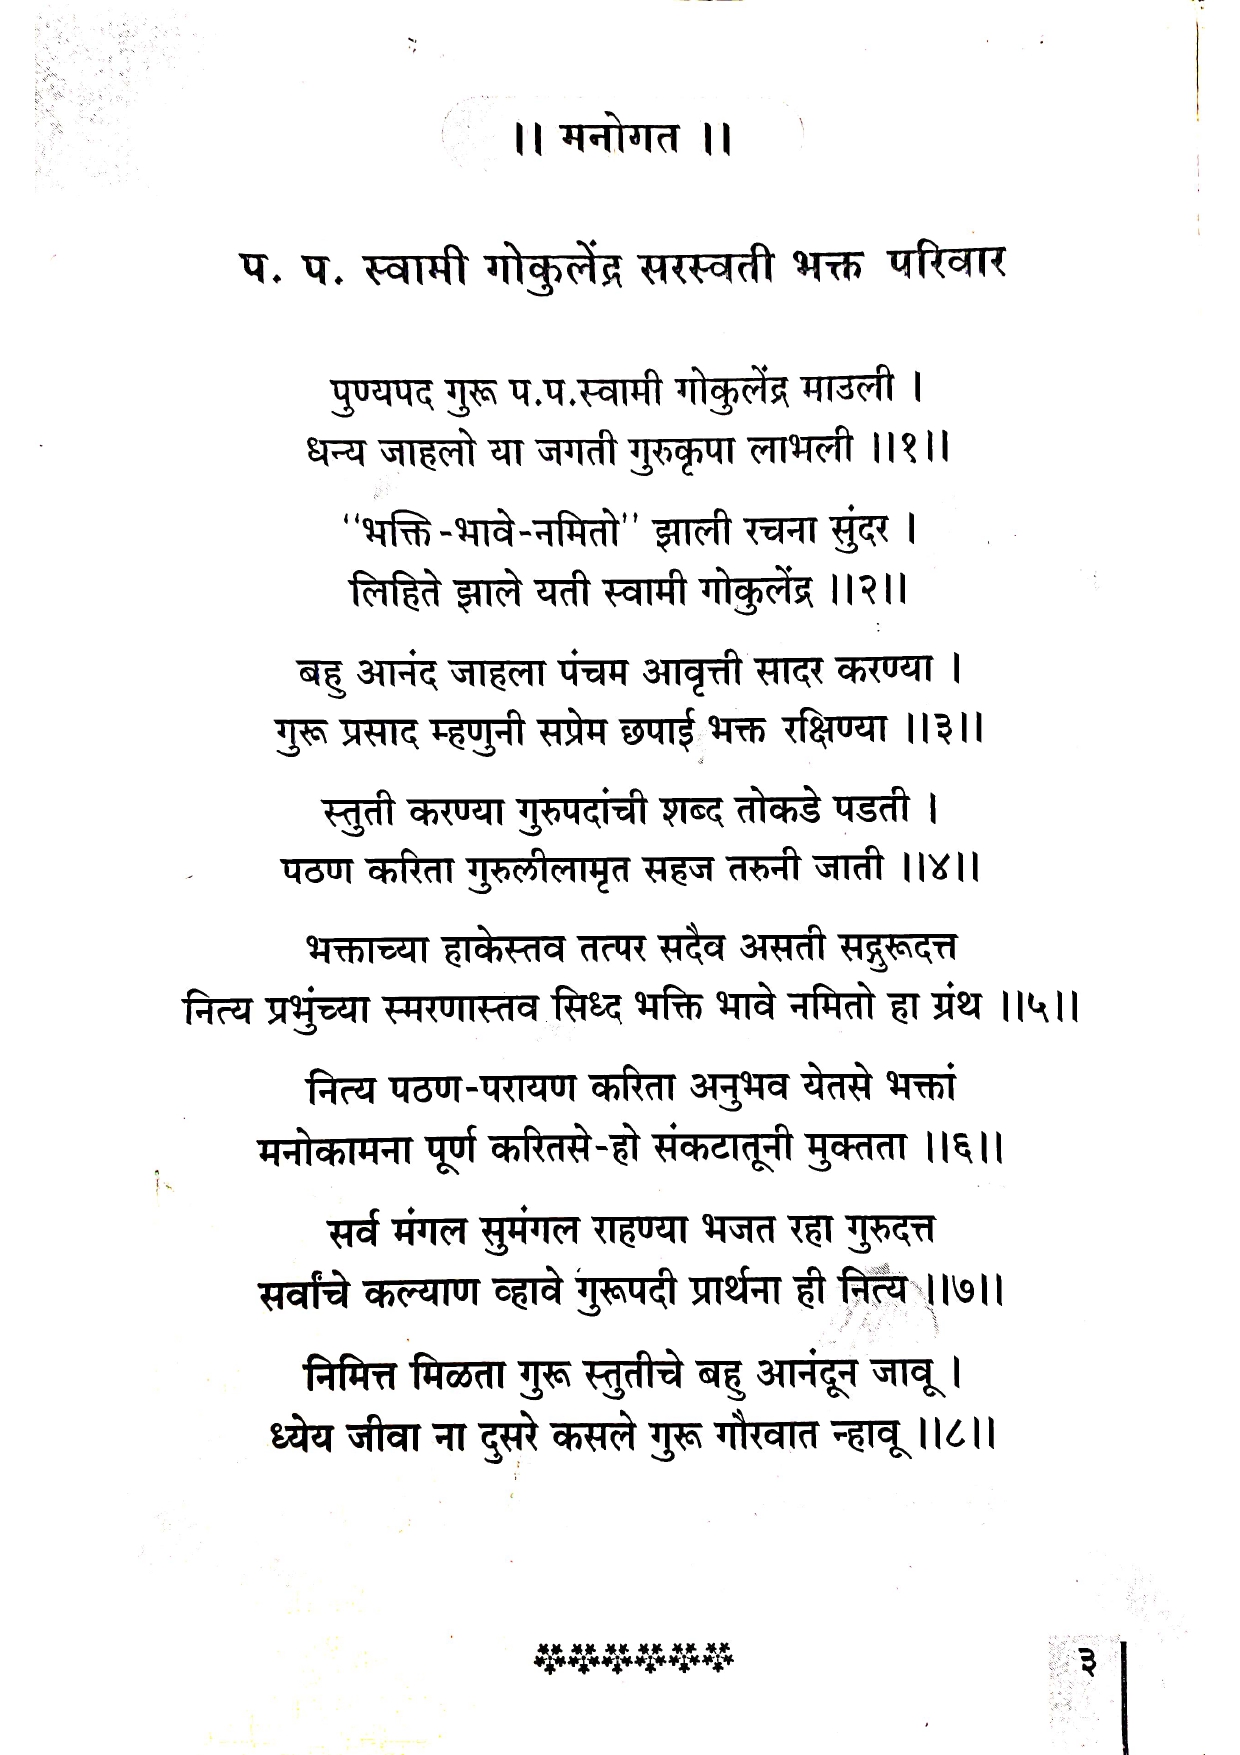 ।। मनोगत ।।
प. प. स्वामी गोकुलेंद्र सरस्वती भक्त परिवार
पुण्यपद गुरू प.प.स्वामी गोकुलेंद्र माउली ।
धन्य जाहलो या जगती गुरुकृपा लाभली ।।१।।
"भक्ति-भावे-नमितो" झाली रचना सुंदर ।
लिहिते झाले यती स्वामी गोकुलेंद्र ।।२।।
बहु आनंद जाहला पंचम आवृत्ती सादर करण्या ।
गुरू प्रसाद म्हणुनी सप्रेम छपाई भक्त रक्षिण्या ।।३।।
स्तुती करण्या गुरुपदांची शब्द तोकडे पडती ।
पठण करिता गुरुलीलामृत सहज तरुनी जाती ।।४।।
भक्ताच्या हाकेस्तव तत्पर सदैव असती सद्गुरूदत्त
नित्य प्रभुंच्या स्मरणास्तव सिध्द भक्ति भावे नमितो हा ग्रंथ ।।५।।
नित्य पठण-परायण करिता अनुभव येतसे भक्तां
मनोकामना पूर्ण करितसे-हो संकटातूनी मुक्तता ।।६।।
सर्व मंगल सुमंगल राहण्या भजत रहा गुरुदत्त
सर्वांचे कल्याण व्हावे गुरूपदी प्रार्थना ही नित्य ।।७।।
निमित्त मिळता गुरू स्तुतीचे बहु आनंदून जावू ।
ध्येय जीवा ना दुसरे कसले गुरू गौरवात न्हावू ।।८।।
३